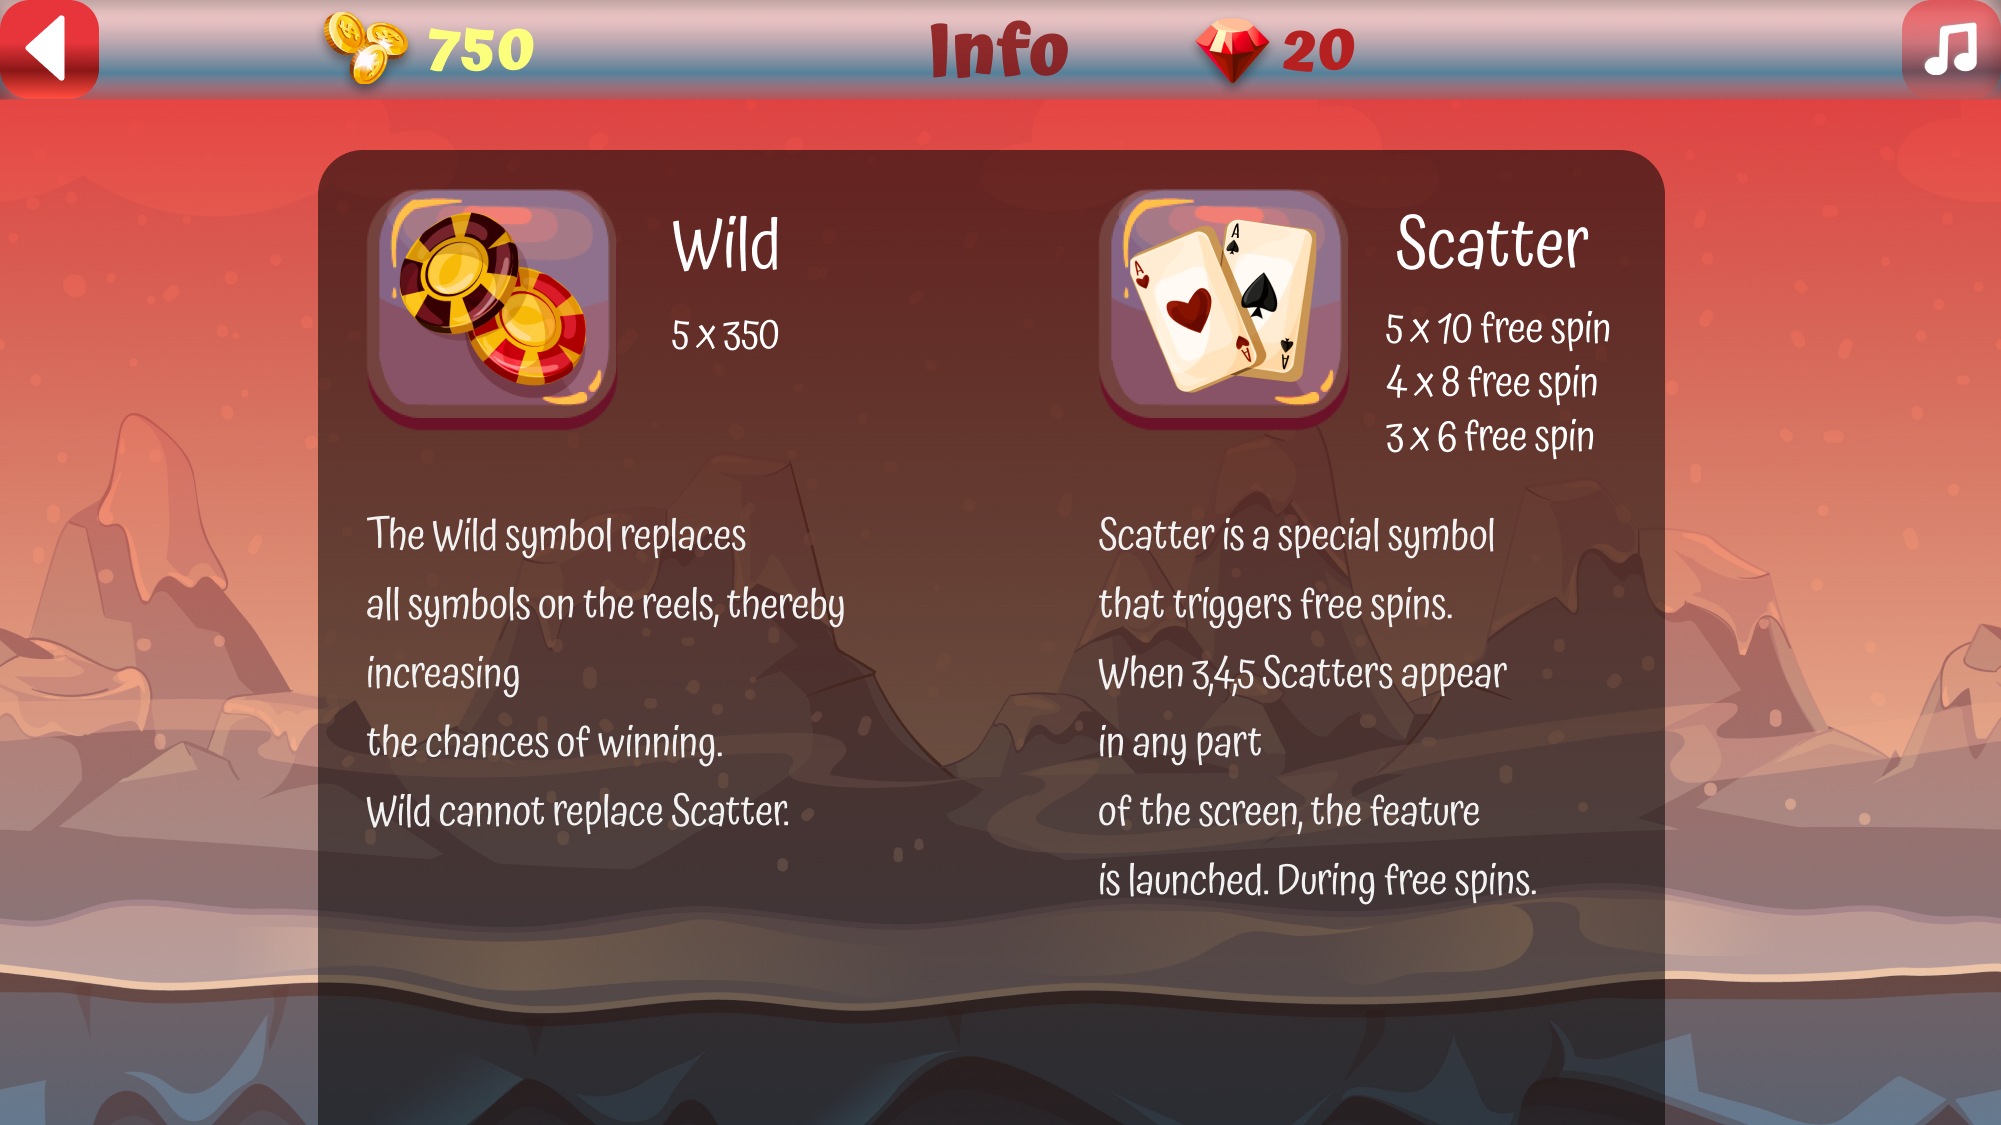 750
Info
20
Wild
5 x 350
The Wild symbol replaces
all symbols on the reels, thereby
increasing
the chances of winning.
Wild cannot replace Scatter.
A
A
A
A
Scatter
5 x 10 free spin
4 x 8 free spin
3 x 6 free spin
Scatter is a special symbol
that triggers free spins.
When 3,4,5 Scatters appear
in any part
of the screen, the feature
is launched. During free spins.